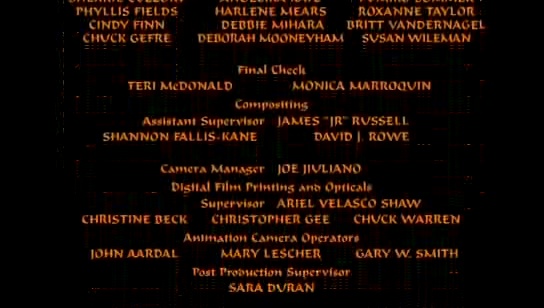 PHYLLIS FIELDS HARLENE MEARS ROXANNE TAYLOR
CINDY FINN DEBBIE MIHARA BRITT VANDERNAGEL
CHUCK GEFRE DEBORAH MOONEYHAM SUSAN WILEMAN
Final Check
TERI McDONALD MONICA MARROQUIN
Compositing
Assistant Supervisor JAMES "JR" RUSSELL
SHANNON FALLIS-KANE DAVID J. ROWE
Camera Manager JOE JIULIANO
Digital Film Printing and Opticals
Supervisor ARIEL VELASCO SHAW
CHRISTINE BECK CHRISTOPHER GEE CHUCK WARREN
Animation Camera Operators
JOHN AARDAL MARY LESCHER GARY W. SMITH
Post Production Supervisor
SARA DURAN